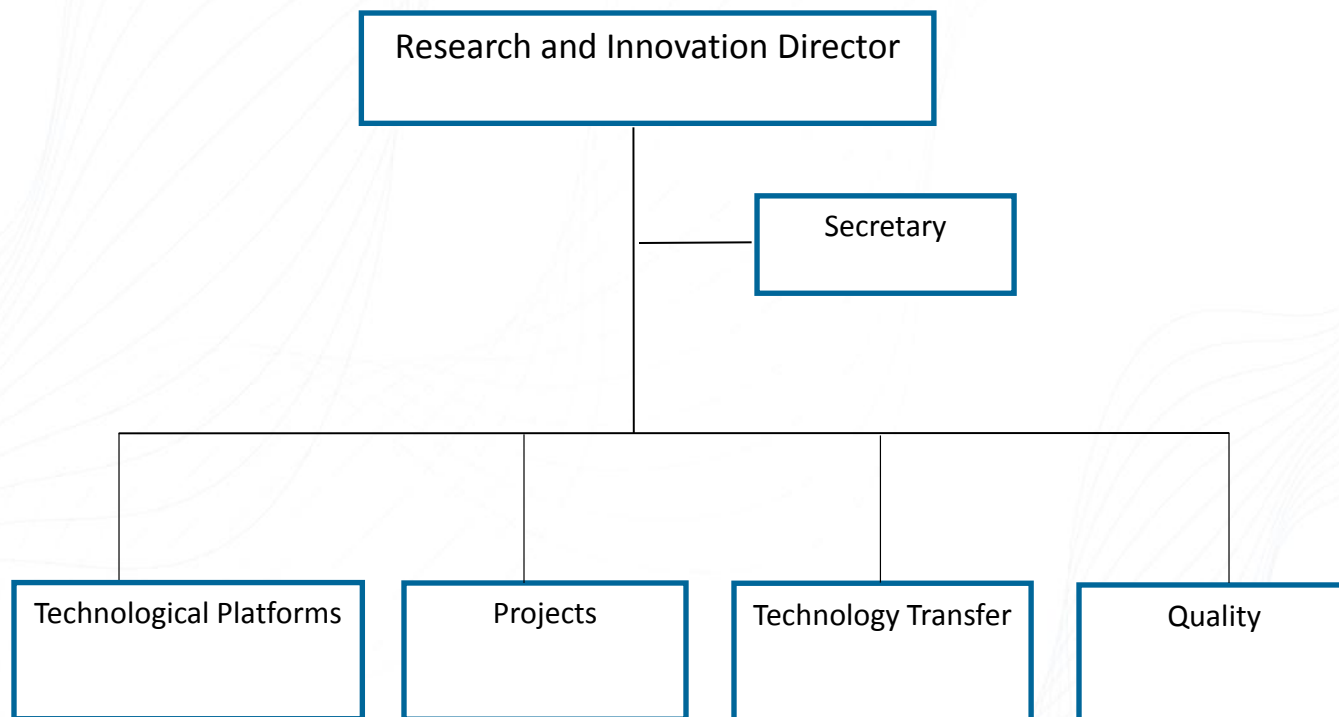 Research and Innovation Director
Secretary
Technological Platforms
Projects
Technology Transfer
Quality